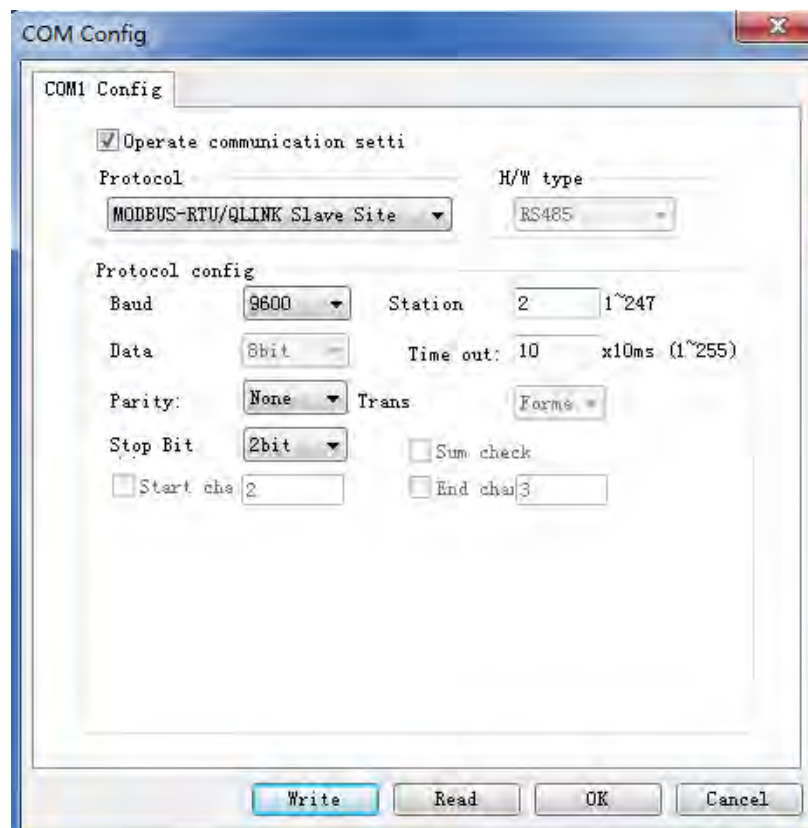 COM Config
COM1 Config
Operate communication setti
Protocol H/W type
MODBUS-RTU/QLINK Slave Site RS485
Protocol config
Baud 9600 Station 2 1~247
Data 8bit Time out: 10 x10ms (1~255)
Parity: None Trans Forma
Stop Bit 2bit Sum check
Start cha 2 End chai 3
Write Read OK Cancel